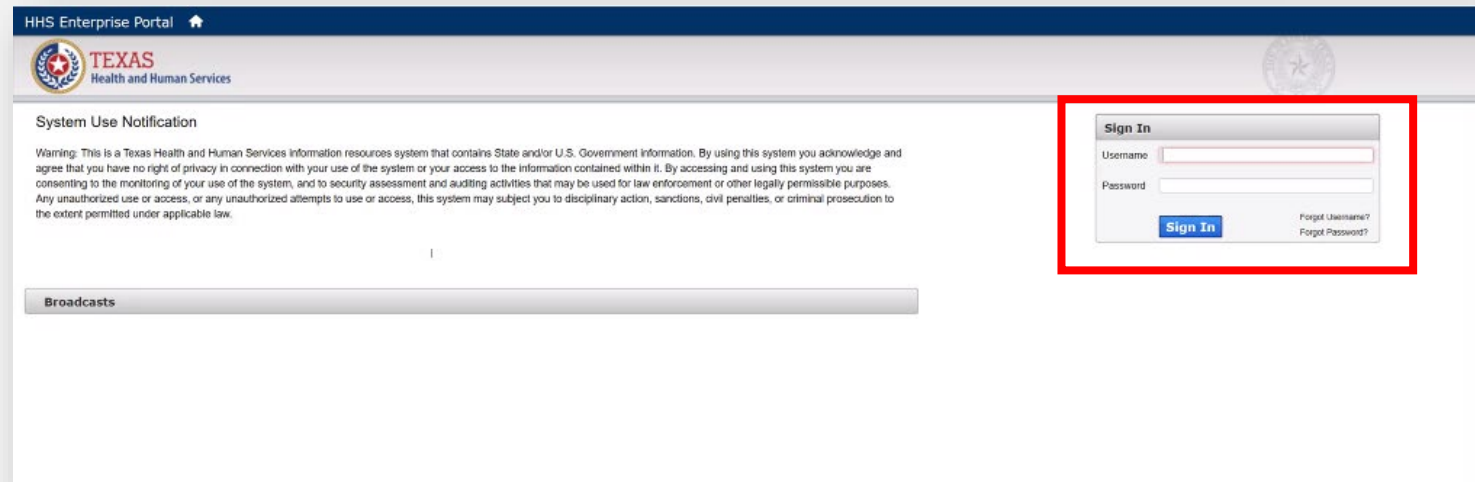 HHS Enterprise Portal
TEXAS
Health and Human Services
System Use Notification
Warning: This is a Texas Health and Human Services information resources system that contains State and/or U.S. Government information. By using this system you acknowledge and
agree that you have no right of privacy in connection with your use of the system or your access to the information contained within it. By accessing and using this system you are
consenting to the monitoring of your use of the system, and to security assessment and auditing activities that may be used for law enforcement or other legally permissible purposes.
Any unauthorized use or access, or any unauthorized attempts to use or access, this system may subject you to disciplinary action, sanctions, civil penalties, or criminal prosecution to
the extent permitted under applicable law.
Broadcasts
Sign In
Username
Password
Sign In
Forgot Username?
Forgot Password?